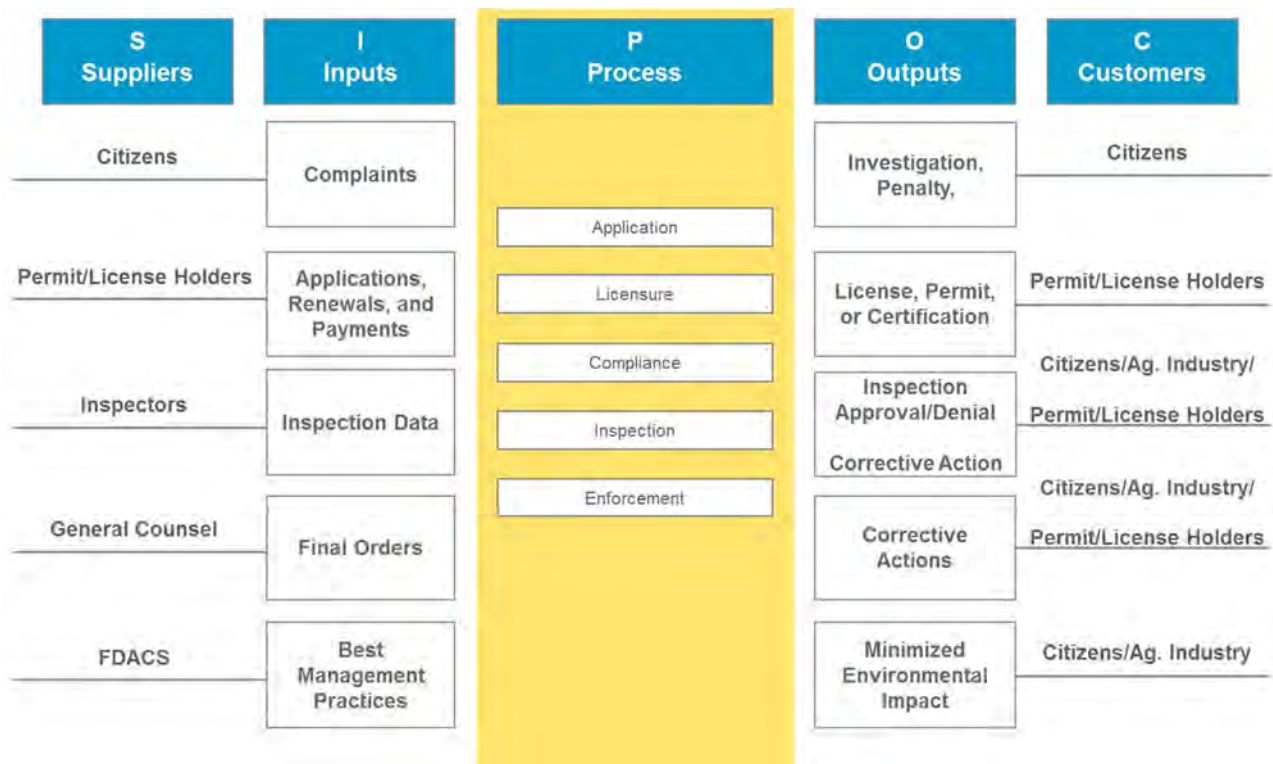 S
Suppliers
I
Inputs
P
Process
O
Outputs
C
Customers
Citizens
Complaints
Investigation,
Penalty,
Citizens
Application
Permit/License Holders
Applications,
Renewals, and
Payments
Licensure
License, Permit,
or Certification
Permit/License Holders
Compliance
Inspectors
Inspection Data
Inspection
Inspection
Approval/Denial
Corrective Action
Citizens/Ag. Industry/
Permit/License Holders
Enforcement
General Counsel
Final Orders
Corrective
Actions
Citizens/Ag. Industry/
Permit/License Holders
FDACS
Best
Management
Practices
Minimized
Environmental
Impact
Citizens/Ag. Industry